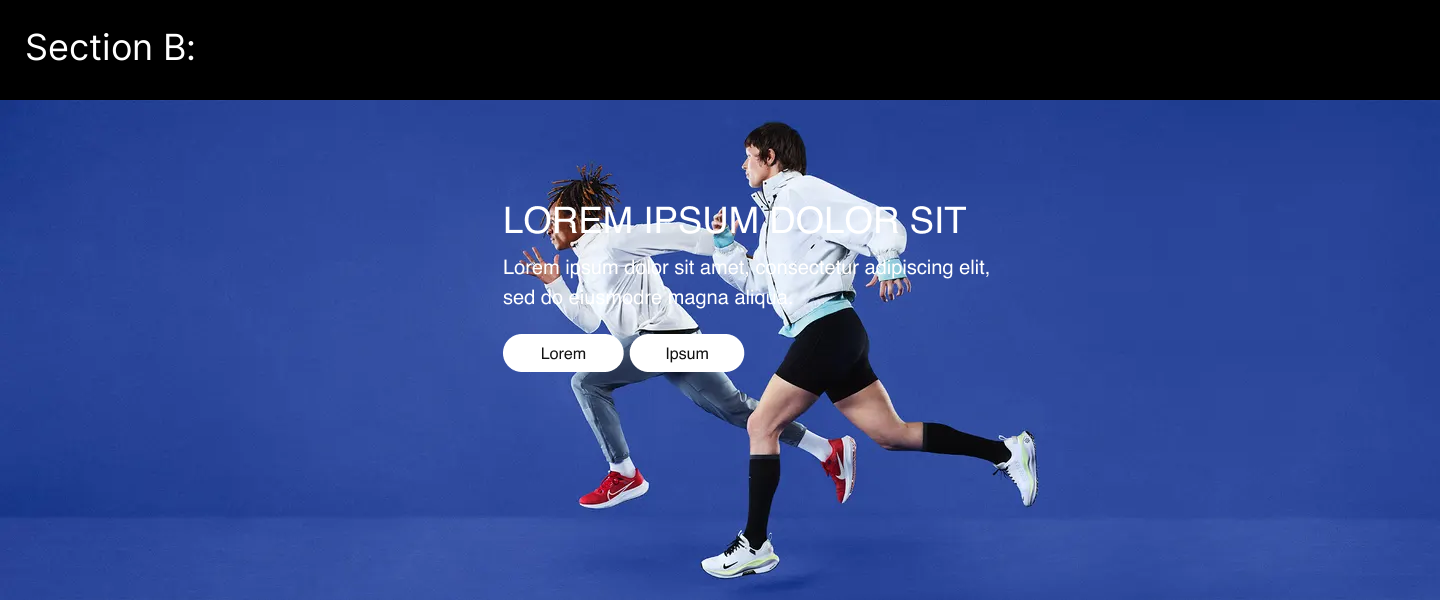 Section B:
LOREM IPSUM DOLOR SIT
Lorem ipsum dolor sit amet, consectetur adipiscing elit,
sed do eiusmodre magna aliqua.
Lorem
Ipsum